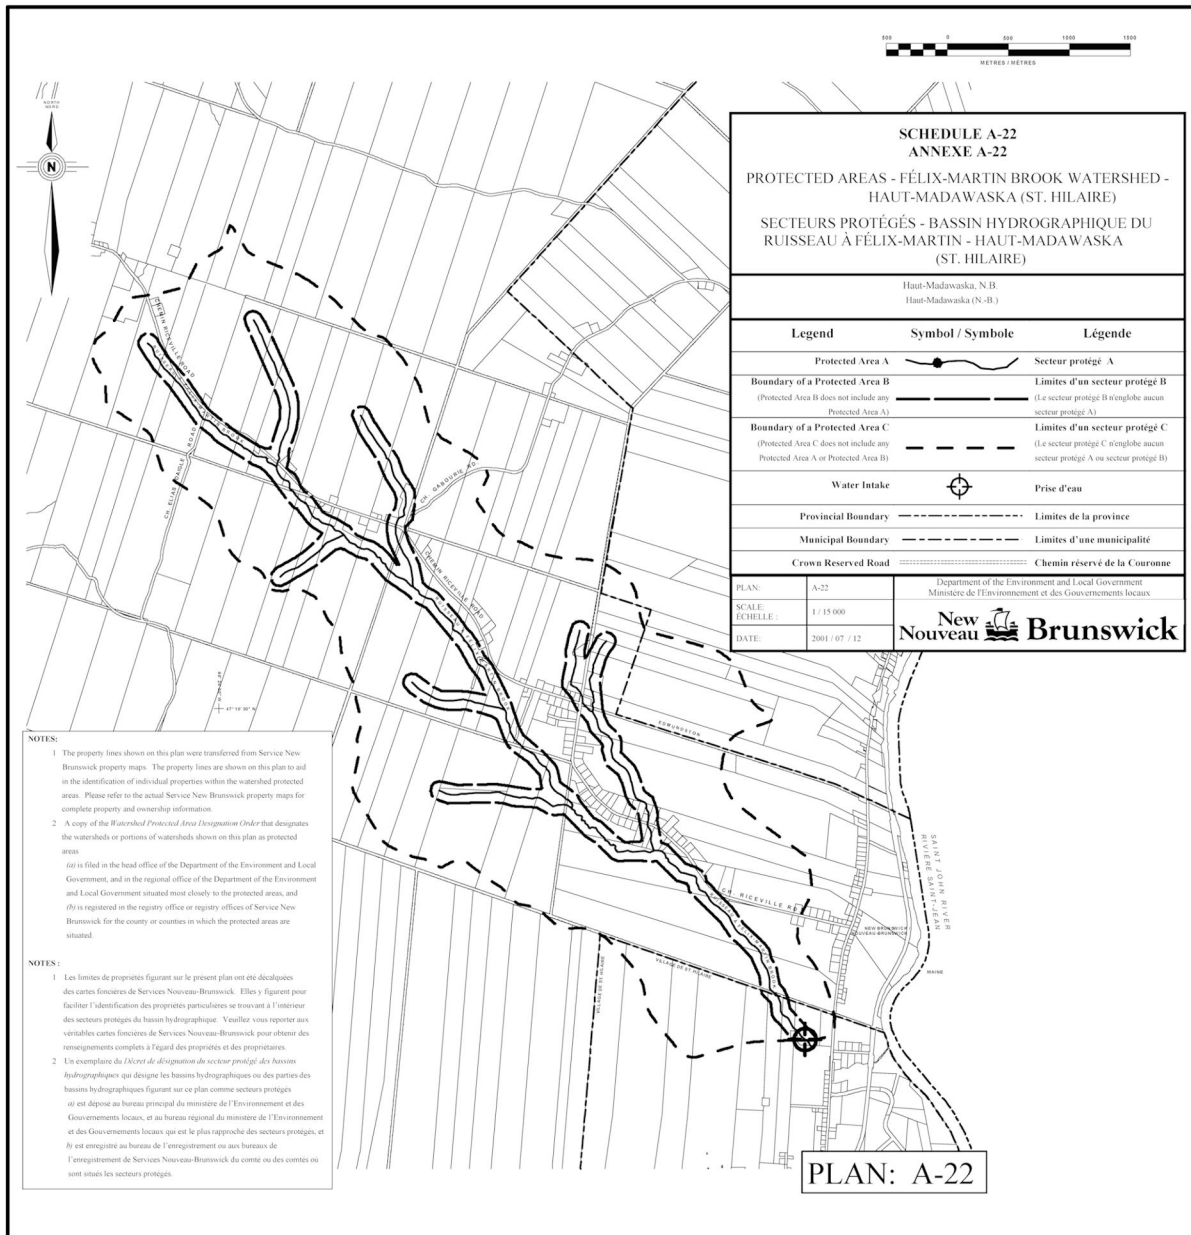 500 0 500 1000 1500
METRES / MÈTRES
NORTH
NORD
N
SCHEDULE A-22
ANNEXE A-22
PROTECTED AREAS - FÉLIX-MARTIN BROOK WATERSHED -
HAUT-MADAWASKA (ST. HILAIRE)
SECTEURS PROTÉGÉS - BASSIN HYDROGRAPHIQUE DU
RUISSEAU À FÉLIX-MARTIN - HAUT-MADAWASKA
(ST. HILAIRE)
Haut-Madawaska, N.B.
Haut-Madawaska (N.-B.)
Legend Symbol / Symbole Légende
Protected Area A Secteur protégé A
Boundary of a Protected Area B Limites d'un secteur protégé B
(Protected Area B does not include any (Le secteur protégé B n'englobe aucun
Protected Area A) secteur protégé A)
Boundary of a Protected Area C Limites d'un secteur protégé C
(Protected Area C does not include any (Le secteur protégé C n'englobe aucun
Protected Area A or Protected Area B) secteur protégé A ou secteur protégé B)
Water Intake Prise d'eau
Provincial Boundary Limites de la province
Municipal Boundary Limites d'une municipalité
Crown Reserved Road Chemin réservé de la Couronne
PLAN: A-22
SCALE:
ÉCHELLE : 1 / 15 000
DATE: 2001 / 07 / 12
Department of the Environment and Local Government
Ministère de l'Environnement et des Gouvernements locaux
New
Nouveau Brunswick
CHEMIN RICEVILLE ROAD
CH. ELIAS DAIGLE ROAD
CH. GABOURIE RD.
CHEMIN RICEVILLE ROAD
EDMUNDSTON
CH. RICEVILLE RD
SAINT JOHN RIVER
RIVIÈRE SAINT-JEAN
NEW BRUNSWICK
NOUVEAU-BRUNSWICK
MAINE
VILLAGE DE ST. HILAIRE
VILLAGE DE ST. HILAIRE
NOTES:
1 The property lines shown on this plan were transferred from Service New
Brunswick property maps. The property lines are shown on this plan to aid
in the identification of individual properties within the watershed protected
areas. Please refer to the actual Service New Brunswick property maps for
complete property and ownership information.
2 A copy of the Watershed Protected Area Designation Order that designates
the watersheds or portions of watersheds shown on this plan as protected
areas
(a) is filed in the head office of the Department of the Environment and Local
Government, and in the regional office of the Department of the Environment
and Local Government situated most closely to the protected areas, and
(b) is registered in the registry office or registry offices of Service New
Brunswick for the county or counties in which the protected areas are
situated.
NOTES :
1 Les limites de propriétés figurant sur le présent plan ont été décalquées
des cartes foncières de Services Nouveau-Brunswick. Elles y figurent pour
faciliter l'identification des propriétés particulières se trouvant à l'intérieur
des secteurs protégés du bassin hydrographique. Veuillez vous reporter aux
véritables cartes foncières de Services Nouveau-Brunswick pour obtenir des
renseignements complets à l'égard des propriétés et des propriétaires.
2 Un exemplaire du Décret de désignation du secteur protégé des bassins
hydrographiques qui désigne les bassins hydrographiques ou des parties des
bassins hydrographiques figurant sur ce plan comme secteurs protégés
a) est déposé au bureau principal du ministère de l'Environnement et des
Gouvernements locaux, et au bureau régional du ministère de l'Environnement
et des Gouvernements locaux qui est le plus rapproché des secteurs protégés, et
b) est enregistré au bureau de l'enregistrement ou aux bureaux de
l'enregistrement de Services Nouveau-Brunswick du comté ou des comtés où
sont situés les secteurs protégés.
PLAN: A-22